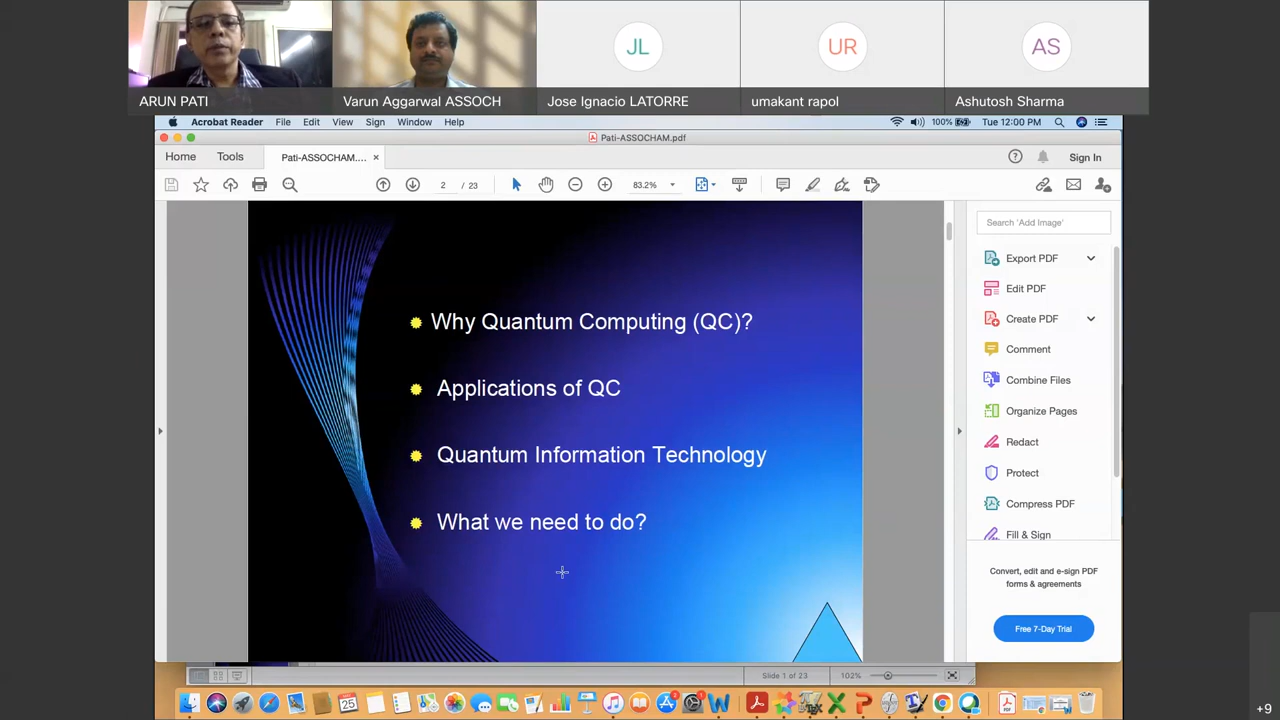 JL
UR
AS
ARUN PATI
Varun Aggarwal ASSOCH
Jose Ignacio LATORRE
umakant rapol
Ashutosh Sharma
Acrobat Reader File Edit View Sign Window Help
100% Tue 12:00 PM
Pati-ASSOCHAM.pdf
Home Tools Pati-ASSOCHAM.... × Sign In
2 / 23 83.2%
Search 'Add Image'
Export PDF
Edit PDF
Create PDF
Comment
Combine Files
Organize Pages
Redact
Protect
Compress PDF
Fill & Sign
Convert, edit and e-sign PDF
forms & agreements
Free 7-Day Trial
Why Quantum Computing (QC)?
Applications of QC
Quantum Information Technology
What we need to do?
Slide 1 of 23 102%
25
+9